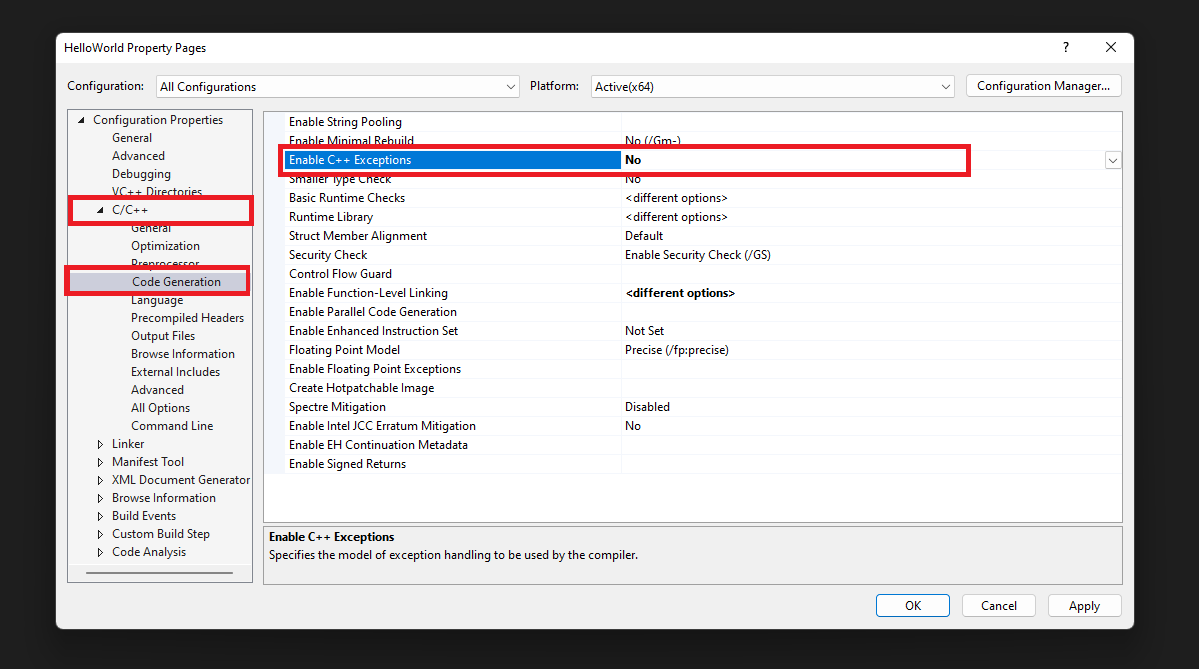 HelloWorld Property Pages
?
Configuration: All Configurations Platform: Active(x64) Configuration Manager...
Configuration Properties
General
Advanced
Debugging
VC++ Directories
C/C++
General
Optimization
Preprocessor
Code Generation
Language
Precompiled Headers
Output Files
Browse Information
External Includes
Advanced
All Options
Command Line
Linker
Manifest Tool
XML Document Generator
Browse Information
Build Events
Custom Build Step
Code Analysis
Enable String Pooling
Enable Minimal Rebuild No (/Gm-)
Enable C++ Exceptions No
Smaller Type Check No
Basic Runtime Checks <different options>
Runtime Library <different options>
Struct Member Alignment Default
Security Check Enable Security Check (/GS)
Control Flow Guard
Enable Function-Level Linking <different options>
Enable Parallel Code Generation
Enable Enhanced Instruction Set Not Set
Floating Point Model Precise (/fp:precise)
Enable Floating Point Exceptions
Create Hotpatchable Image
Spectre Mitigation Disabled
Enable Intel JCC Erratum Mitigation No
Enable EH Continuation Metadata
Enable Signed Returns
Enable C++ Exceptions
Specifies the model of exception handling to be used by the compiler.
OK Cancel Apply